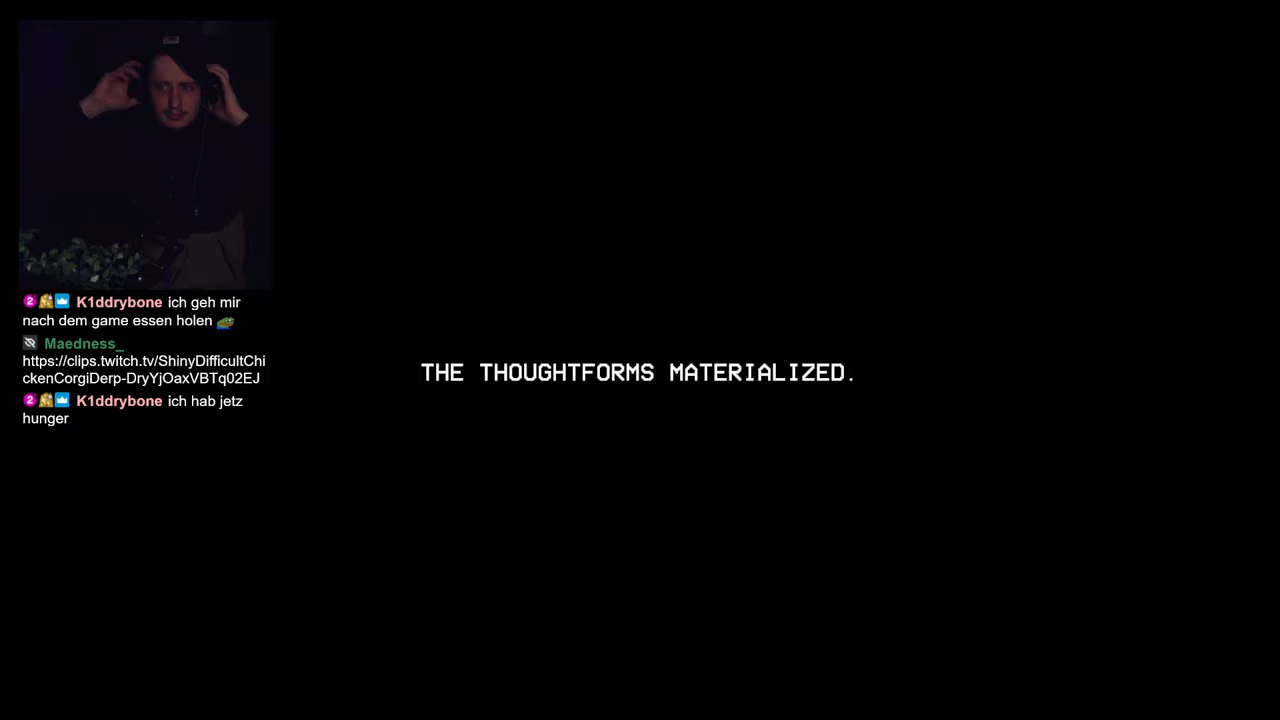 K1ddrybone ich geh mir
nach dem game essen holen
Maedness_
https://clips.twitch.tv/ShinyDifficultChi
ckenCorgiDerp-DryYjOaxVBTq02EJ
K1ddrybone ich hab jetz
hunger
THE THOUGHTFORMS MATERIALIZED.